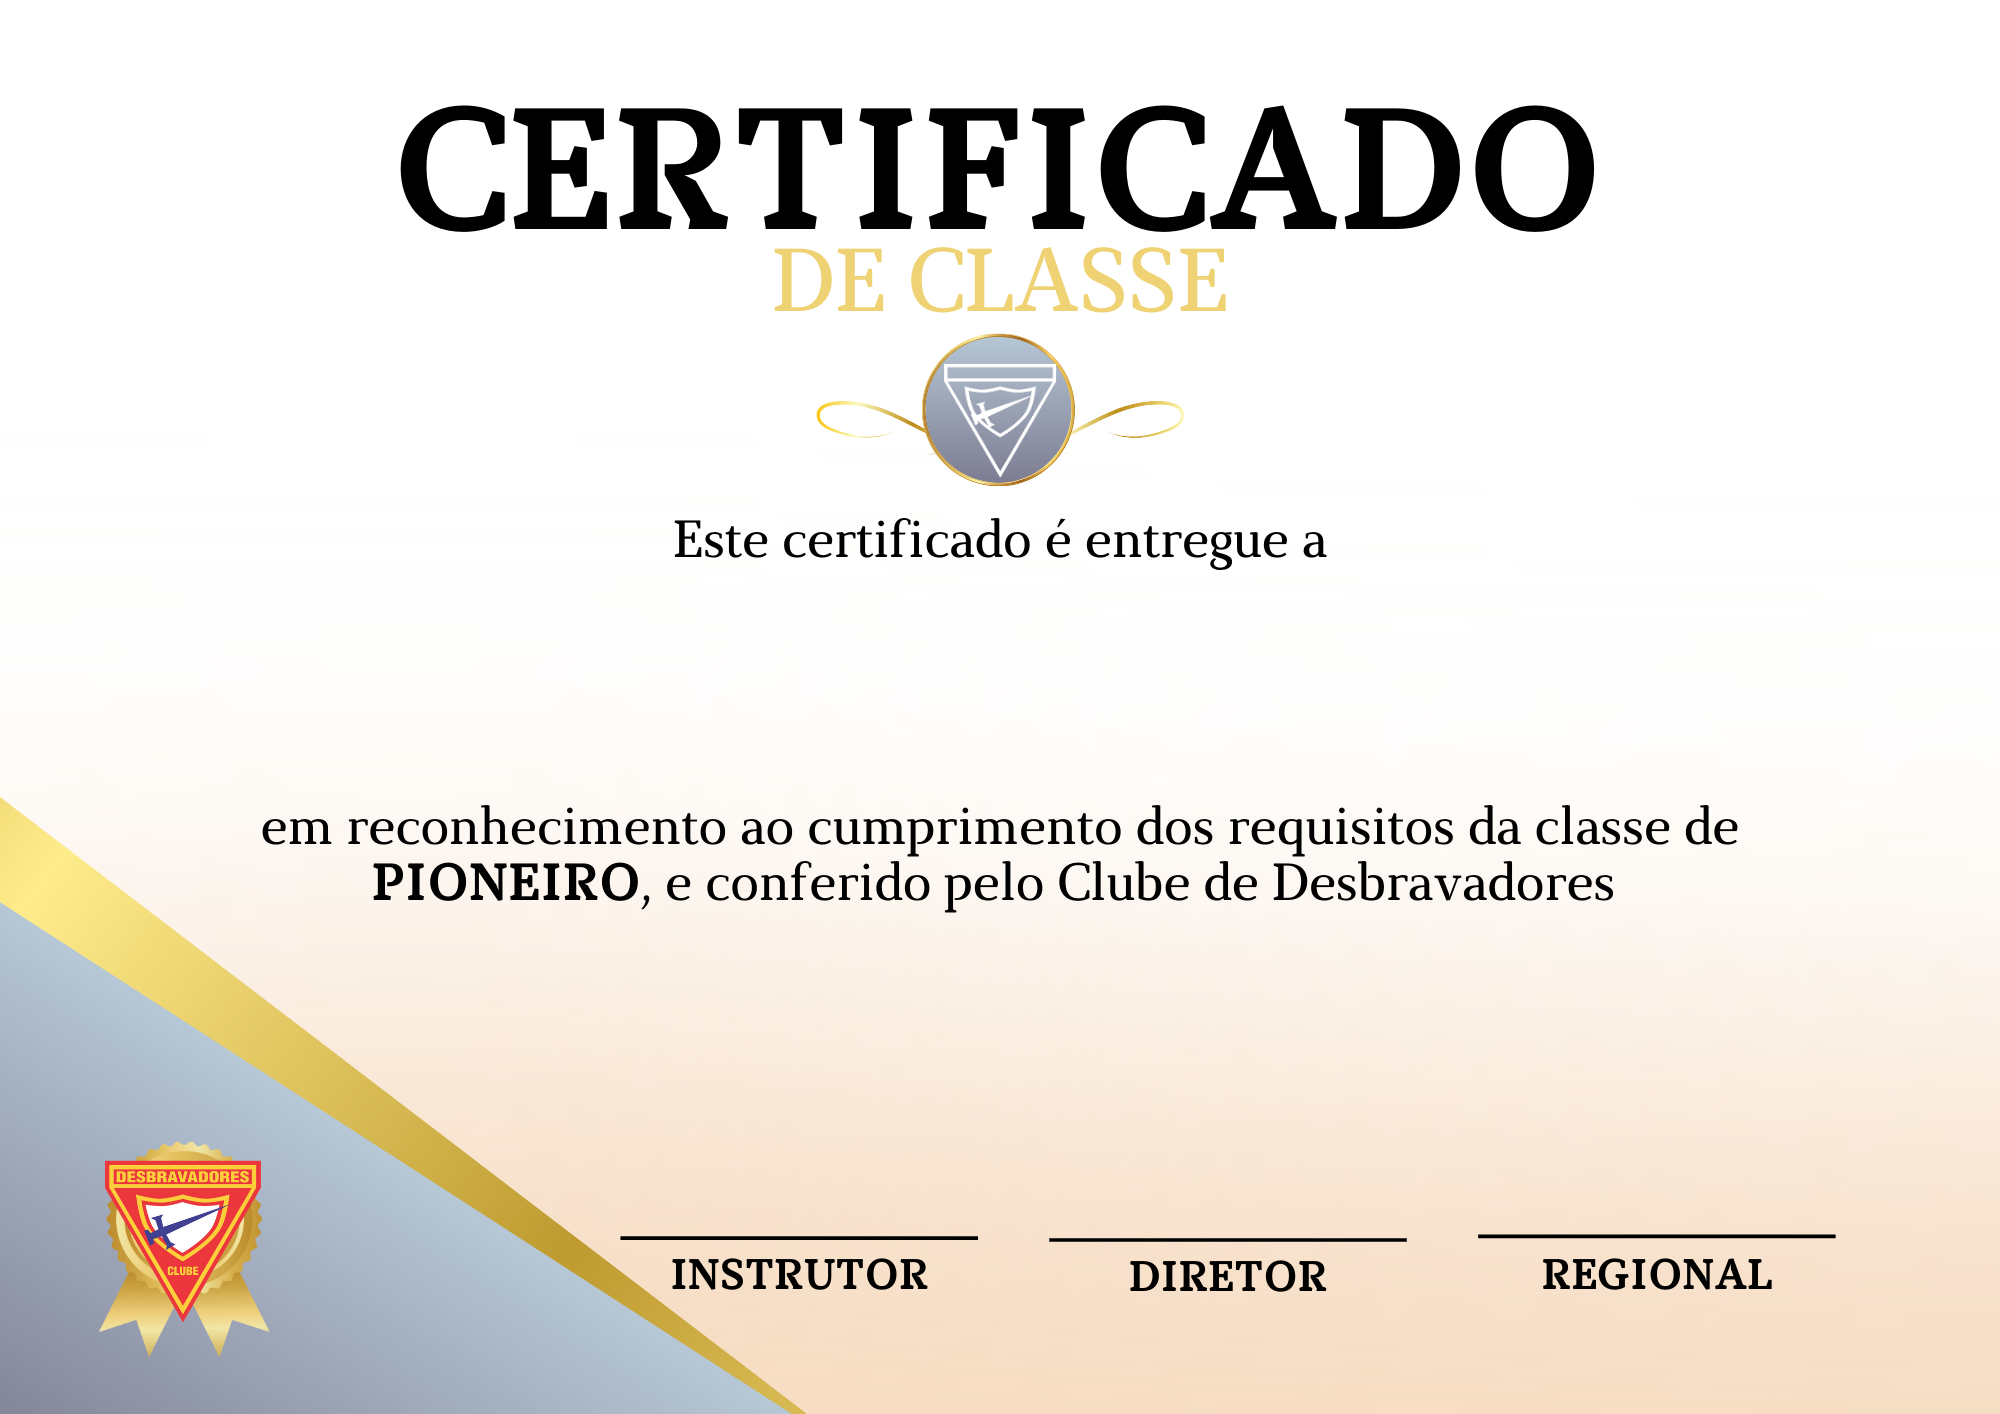 CERTIFICADO
DE CLASSE
Este certificado é entregue a
em reconhecimento ao cumprimento dos requisitos da classe de
PIONEIRO, e conferido pelo Clube de Desbravadores
DESBRAVADORES
CLUBE
INSTRUTOR
DIRETOR
REGIONAL